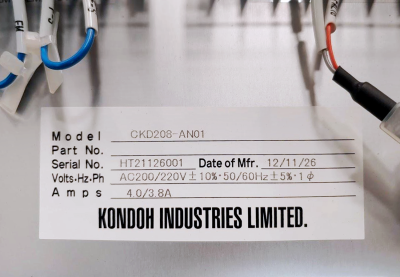 Model CKD208-AN01
Part No.
Serial No. HT21126001 Date of Mfr. 12/11/26
Volts·Hz·Ph AC200/220V±10%·50/60Hz±5%·1φ
Amps 4.0/3.8A
KONDOH INDUSTRIES LIMITED.